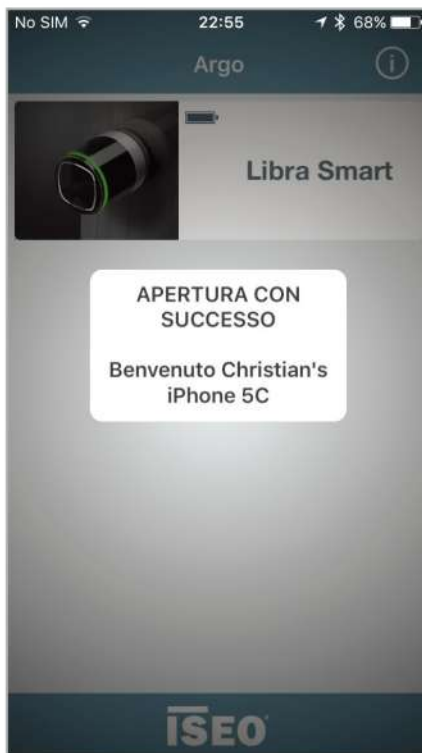 No SIM 22:55 68%
Argo
Libra Smart
APERTURA CON
SUCCESSO
Benvenuto Christian's
iPhone 5C
ISEO